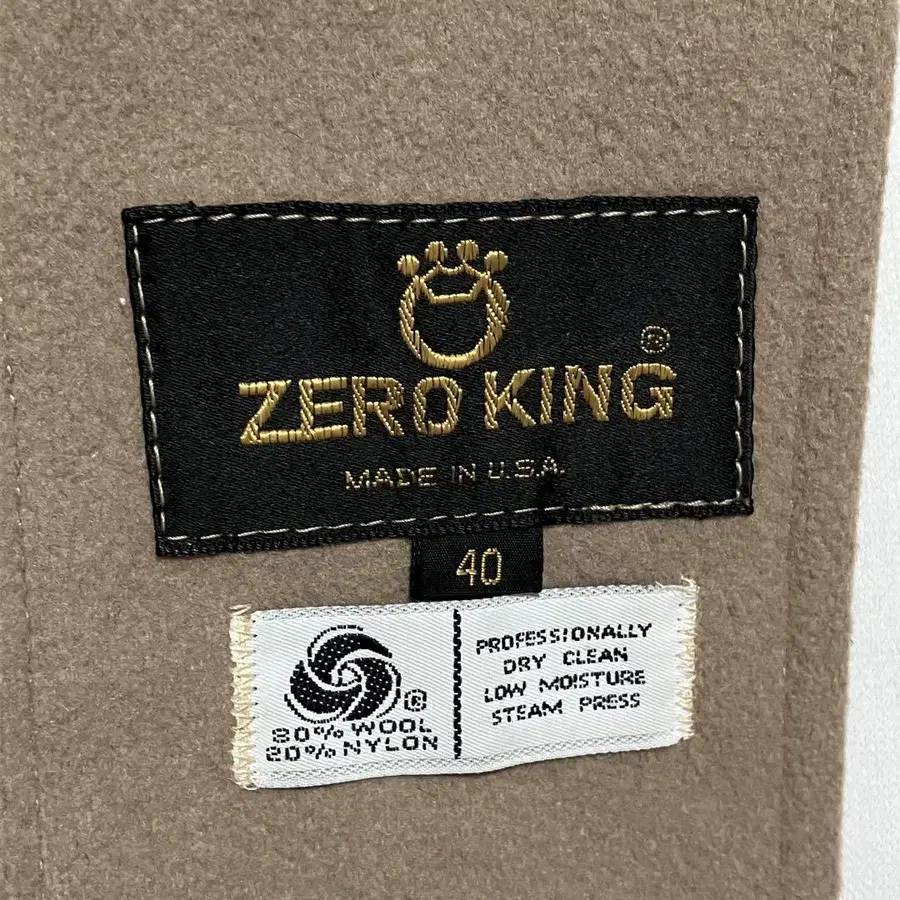 ZERO KING ®
MADE IN U.S.A.
40
®
80% WOOL
20% NYLON
PROFESSIONALLY
DRY CLEAN
LOW MOISTURE
STEAM PRESS